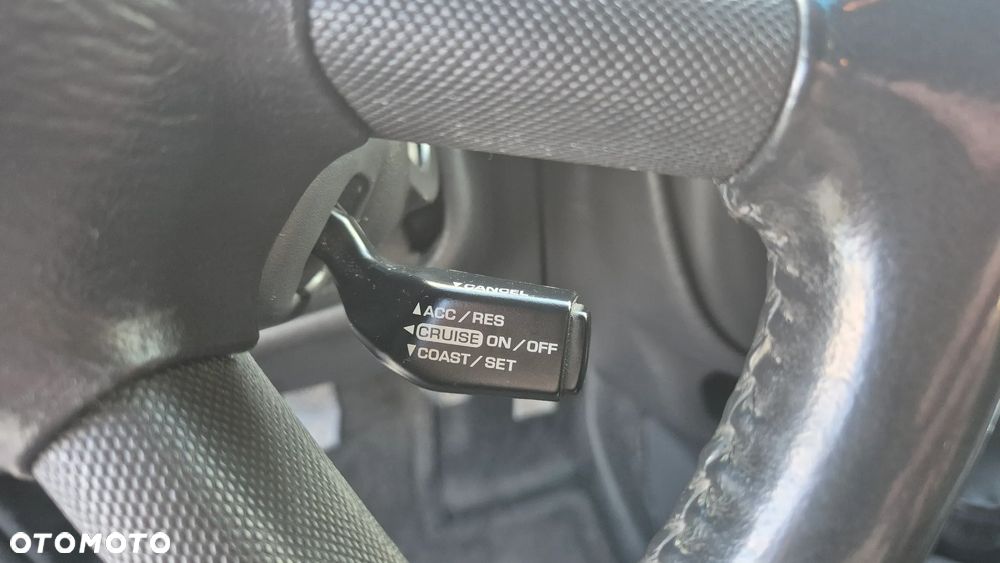 ▼CANCEL
▲ACC/RES
◀CRUISE ON/OFF
▼COAST/SET
OTOMOTO